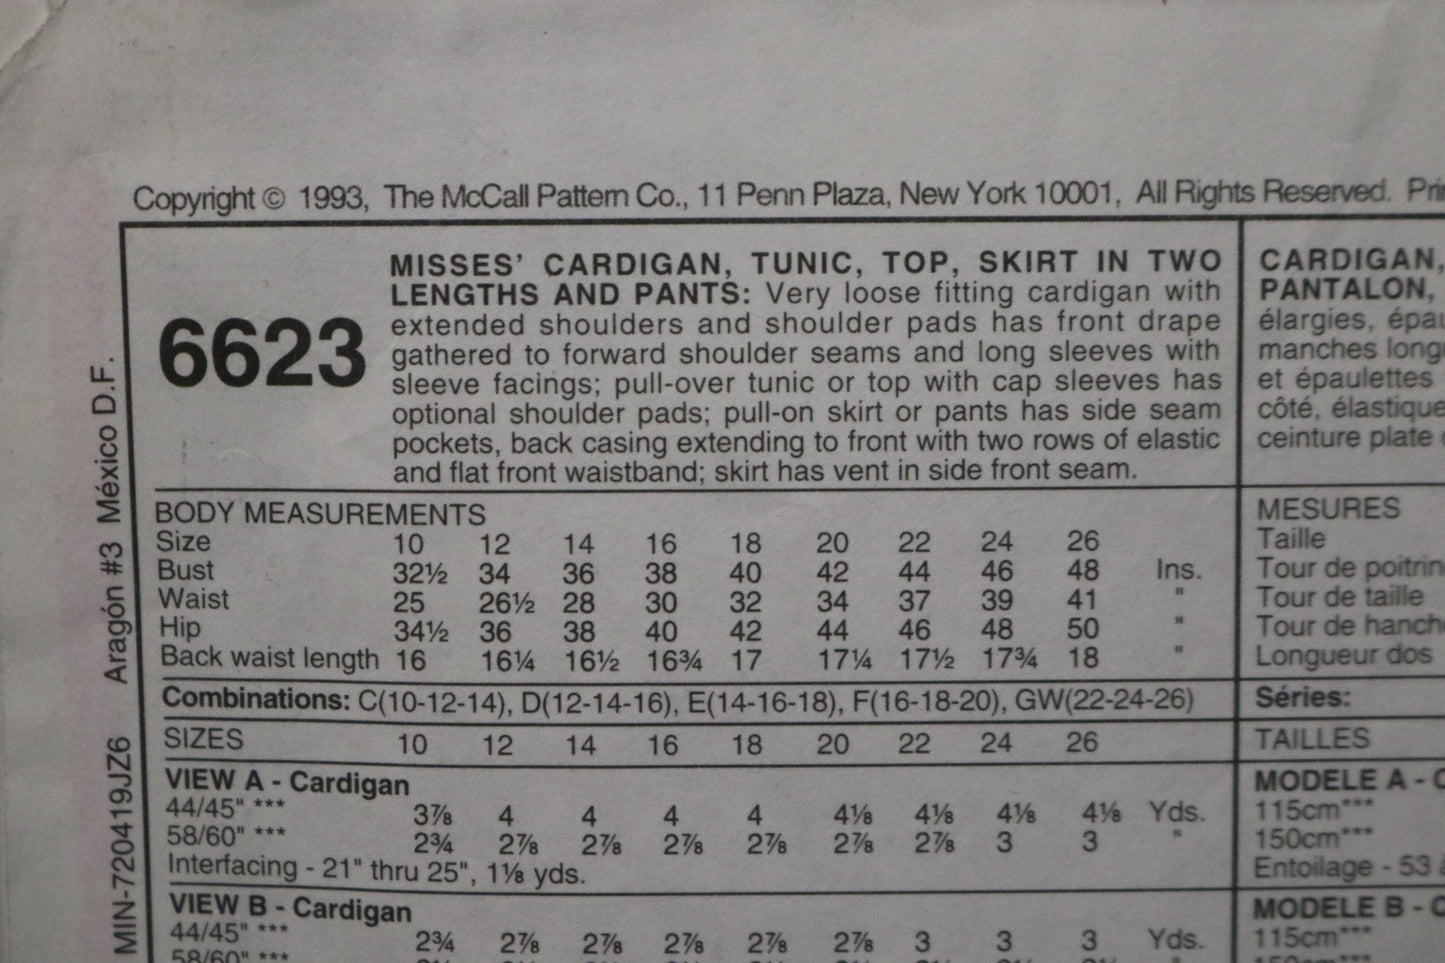 Copyright © 1993, The McCall Pattern Co., 11 Penn Plaza, New York 10001, All Rights Reserved.
6623
MISSES' CARDIGAN, TUNIC, TOP, SKIRT IN TWO
LENGTHS AND PANTS: Very loose fitting cardigan with
extended shoulders and shoulder pads has front drape
gathered to forward shoulder seams and long sleeves with
sleeve facings; pull-over tunic or top with cap sleeves has
optional shoulder pads; pull-on skirt or pants has side seam
pockets, back casing extending to front with two rows of elastic
and flat front waistband; skirt has vent in side front seam.
BODY MEASUREMENTS
Size 10 12 14 16 18 20 22 24 26
Bust 32½ 34 36 38 40 42 44 46 48 Ins.
Waist 25 26½ 28 30 32 34 37 39 41 "
Hip 34½ 36 38 40 42 44 46 48 50 "
Back waist length 16 16¼ 16½ 16¾ 17 17¼ 17½ 17¾ 18 "
Combinations: C(10-12-14), D(12-14-16), E(14-16-18), F(16-18-20), GW(22-24-26)
SIZES 10 12 14 16 18 20 22 24 26
VIEW A - Cardigan
44/45" *** 3⅞ 4 4 4 4 4⅛ 4⅛ 4⅛ 4⅛ Yds.
58/60" *** 2¾ 2⅞ 2⅞ 2⅞ 2⅞ 2⅞ 2⅞ 3 3 "
Interfacing - 21" thru 25", 1⅛ yds.
VIEW B - Cardigan
44/45" *** 2¾ 2⅞ 2⅞ 2⅞ 2⅞ 2⅞ 3 3 3 Yds.
58/60" ***
CARDIGAN,
PANTALON,
élargies,
manches
et épaulettes
côté, élastique
ceinture plate
MESURES
Taille
Tour de
Tour de taille
Tour de
Longueur dos
Séries:
TAILLES
MODELE A -
115cm***
150cm***
Entoilage - 53
MODELE B -
115cm***
MIN-720419JZ6 Aragón #3 México D.F.